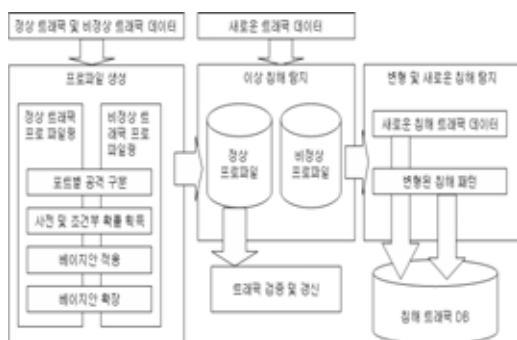 정상 트래픽 및 비정상 트래픽 데이터
새로운 트래픽 데이터
프로파일 생성
정상 트래픽
프로 파일링
비정상 트
래픽 프로
파일링
포트별 공격 구분
사전 및 조건부 확률 획득
베이지안 적용
베이지안 확장
이상 침해 탐지
정상
프로파일
비정상
프로파일
트래픽 검증 및 갱신
변형 및 새로운 침해 탐지
새로운 침해 트래픽 데이터
변형된 침해 패턴
침해 트래픽 DB